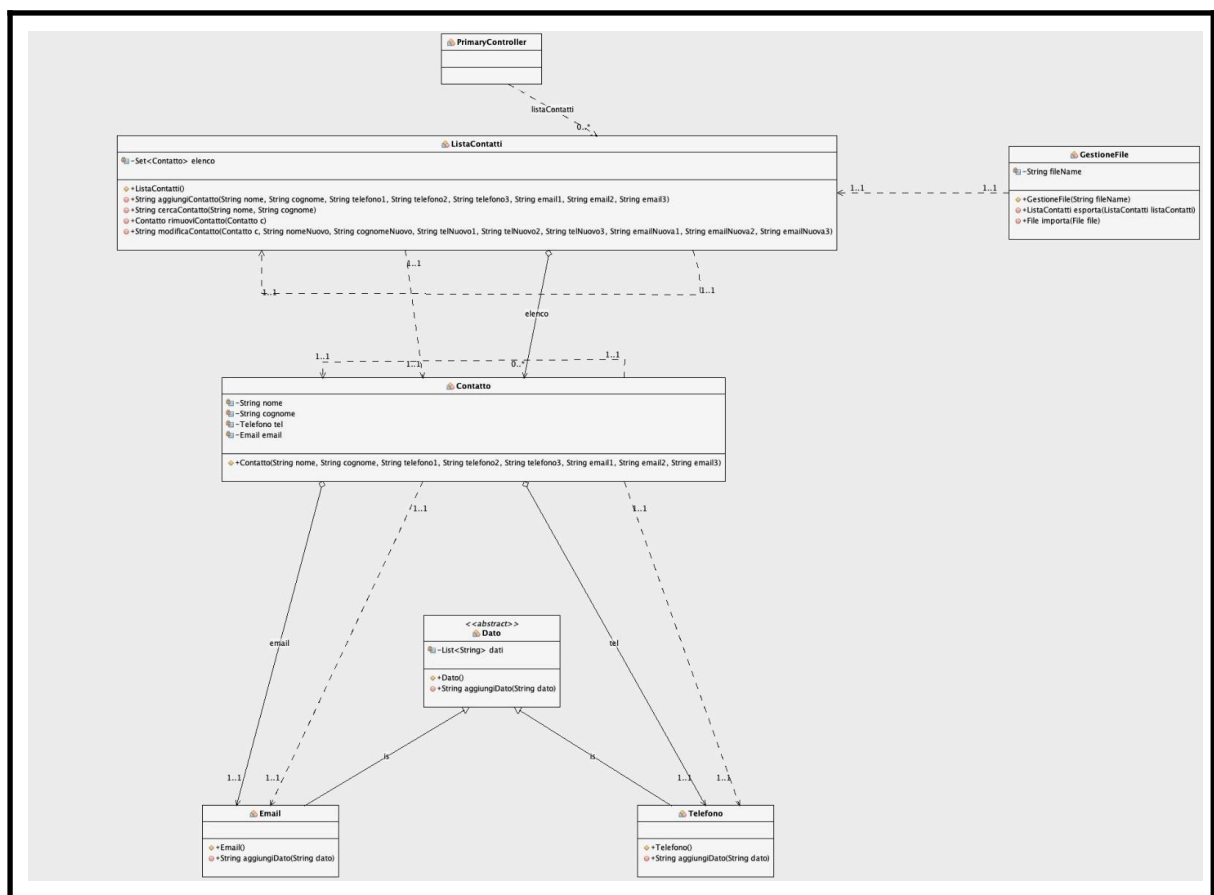 PrimaryController
listaContatti
0..*
ListaContatti
-Set<Contatto> elenco
+ListaContatti()
+String aggiungiContatto(String nome, String cognome, String telefono1, String telefono2, String telefono3, String email1, String email2, String email3)
+String cercaContatto(String nome, String cognome)
+Contatto rimuoviContatto(Contatto c)
+String modificaContatto(Contatto c, String nomeNuovo, String cognomeNuovo, String telNuovo1, String telNuovo2, String telNuovo3, String emailNuova1, String emailNuova2, String emailNuova3)
GestioneFile
-String fileName
+GestioneFile(String fileName)
+ListaContatti esporta(ListaContatti listaContatti)
+File importa(File file)
1..1
1..1
1..1
1..1
1..1
elenco
1..1
1..1
1..1
0..*
Contatto
-String nome
-String cognome
-Telefono tel
-Email email
+Contatto(String nome, String cognome, String telefono1, String telefono2, String telefono3, String email1, String email2, String email3)
1..1
1..1
<<abstract>>
Dato
-List<String> dati
+Dato()
+String aggiungiDato(String dato)
email
tel
is
is
1..1
1..1
1..1
1..1
Email
+Email()
+String aggiungiDato(String dato)
Telefono
+Telefono()
+String aggiungiDato(String dato)